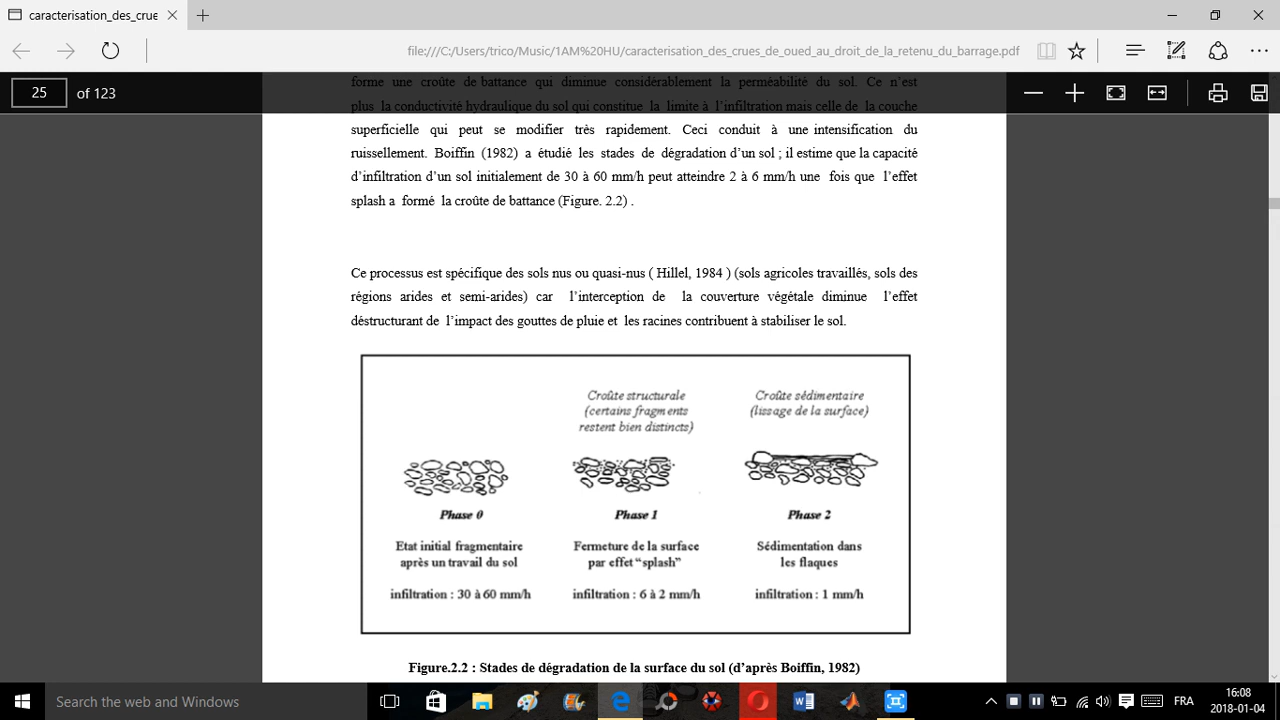 caracterisation_des_crue
file:///C:/Users/trico/Music/1AM%20HU/caracterisation_des_crues_de_oued_au_droit_de_la_retenu_du_barrage.pdf
25 of 123
forme une croûte de battance qui diminue considérablement la perméabilité du sol. Ce n’est
plus la conductivité hydraulique du sol qui constitue la limite à l’infiltration mais celle de la couche
superficielle qui peut se modifier très rapidement. Ceci conduit à une intensification du
ruissellement. Boiffin (1982) a étudié les stades de dégradation d’un sol ; il estime que la capacité
d’infiltration d’un sol initialement de 30 à 60 mm/h peut atteindre 2 à 6 mm/h une fois que l’effet
splash a formé la croûte de battance (Figure. 2.2) .
Ce processus est spécifique des sols nus ou quasi-nus ( Hillel, 1984 ) (sols agricoles travaillés, sols des
régions arides et semi-arides) car l’interception de la couverture végétale diminue l’effet
déstructurant de l’impact des gouttes de pluie et les racines contribuent à stabiliser le sol.
Croûte structurale
(certains fragments
restent bien distincts)
Croûte sédimentaire
(lissage de la surface)
Phase 0
Etat initial fragmentaire
après un travail du sol
infiltration : 30 à 60 mm/h
Phase 1
Fermeture de la surface
par effet “splash”
infiltration : 6 à 2 mm/h
Phase 2
Sédimentation dans
les flaques
infiltration : 1 mm/h
Figure.2.2 : Stades de dégradation de la surface du sol (d’après Boiffin, 1982)
Search the web and Windows
FRA
16:08
2018-01-04